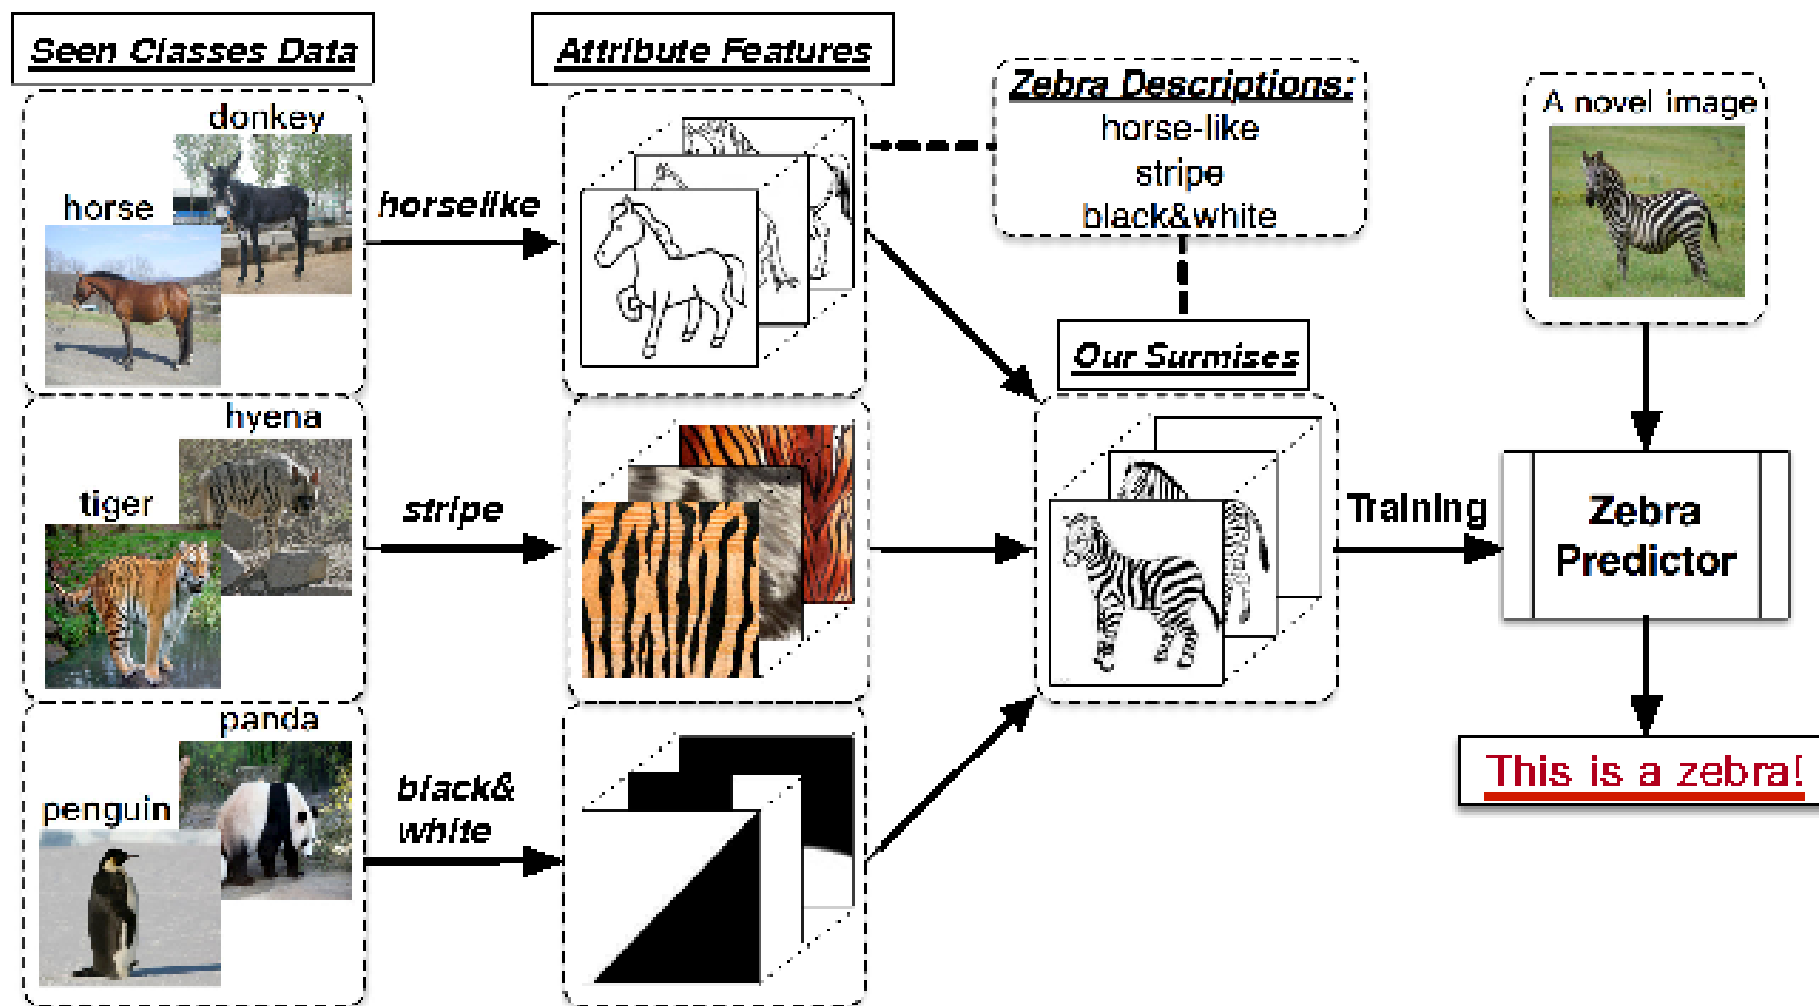 Seen Classes Data
Attribute Features
Zebra Descriptions:
horse-like
stripe
black&white
A novel image
donkey
horse
horselike
Our Surmises
hyena
tiger
stripe
Training
Zebra
Predictor
panda
penguin
black&
white
This is a zebra!